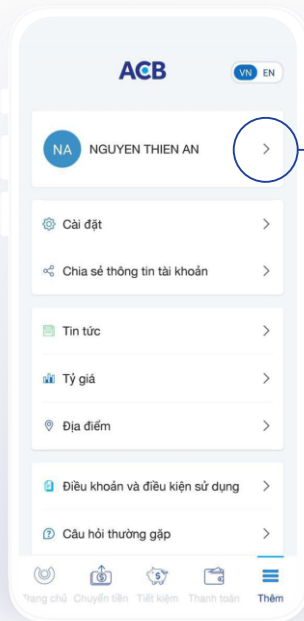 ACB
VN EN
NA NGUYEN THIEN AN
Cài đặt
Chia sẻ thông tin tài khoản
Tin tức
Tỷ giá
Địa điểm
Điều khoản và điều kiện sử dụng
Câu hỏi thường gặp
Trang chủ Chuyển tiền Tiết kiệm Thanh toán Thêm